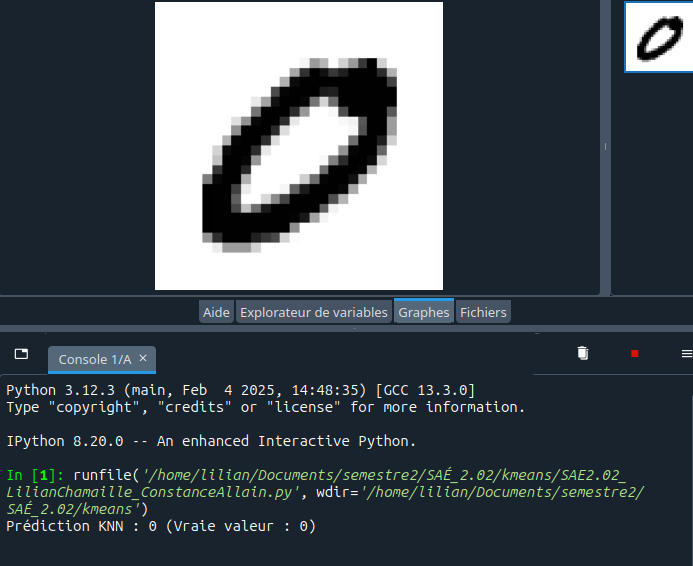 Aide Explorateur de variables Graphes Fichiers
Console 1/A ×
Python 3.12.3 (main, Feb  4 2025, 14:48:35) [GCC 13.3.0]
Type "copyright", "credits" or "license" for more information.
IPython 8.20.0 -- An enhanced Interactive Python.
In [1]: runfile('/home/lilian/Documents/semestre2/SAÉ_2.02/kmeans/SAE2.02_
LilianChamaille_ConstanceAllain.py', wdir='/home/lilian/Documents/semestre2/
SAÉ_2.02/kmeans')
Prédiction KNN : 0 (Vraie valeur : 0)